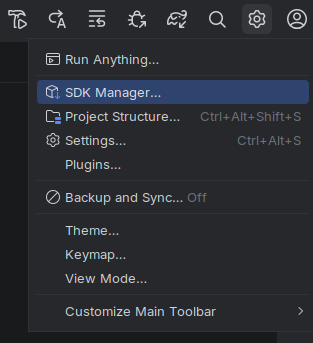 Run Anything...
SDK Manager...
Project Structure... Ctrl+Alt+Shift+S
Settings... Ctrl+Alt+S
Plugins...
Backup and Sync... Off
Theme...
Keymap...
View Mode...
Customize Main Toolbar